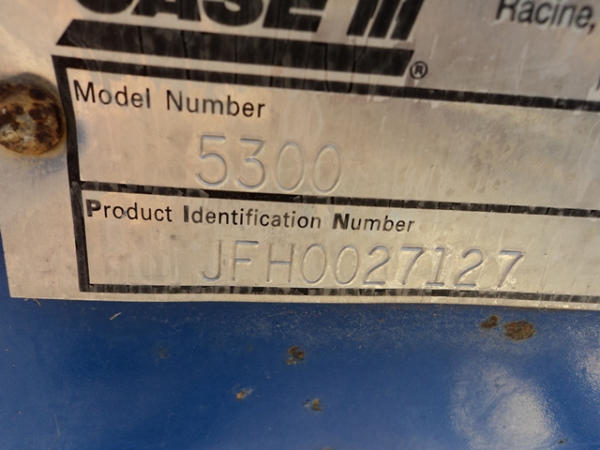 CASE III
Racine,
®
Model Number
5300
Product Identification Number
JFH0027127